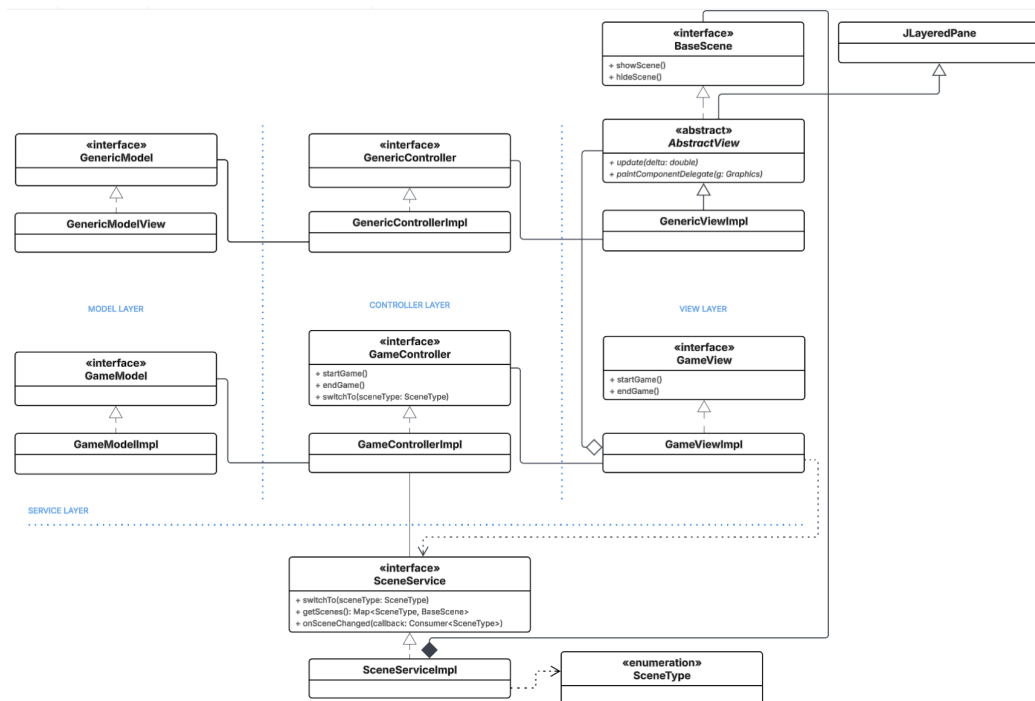 «interface»
BaseScene
+ showScene()
+ hideScene()
JLayeredPane
«interface»
GenericModel
GenericModelView
«interface»
GenericController
GenericControllerImpl
«abstract»
AbstractView
+ update(delta: double)
+ paintComponentDelegate(g: Graphics)
GenericViewImpl
MODEL LAYER
CONTROLLER LAYER
VIEW LAYER
«interface»
GameModel
GameModelImpl
«interface»
GameController
+ startGame()
+ endGame()
+ switchTo(sceneType: SceneType)
GameControllerImpl
«interface»
GameView
+ startGame()
+ endGame()
GameViewImpl
SERVICE LAYER
«interface»
SceneService
+ switchTo(sceneType: SceneType)
+ getScenes(): Map<SceneType, BaseScene>
+ onSceneChanged(callback: Consumer<SceneType>)
SceneServiceImpl
«enumeration»
SceneType